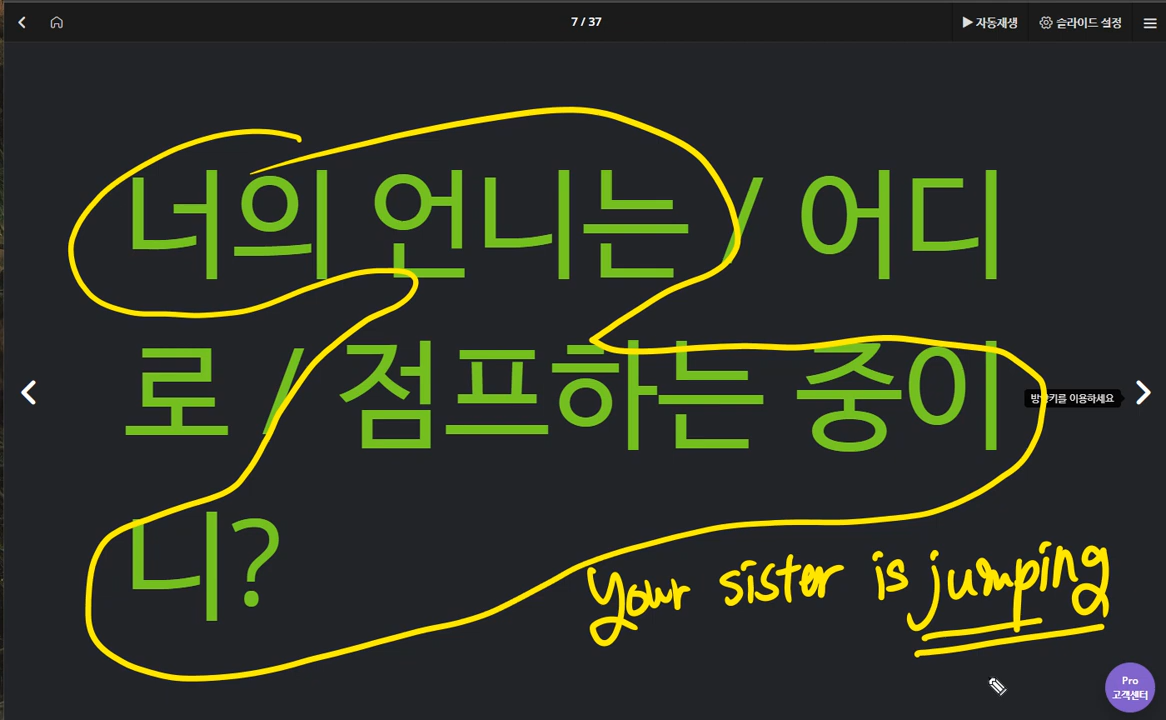 7 / 37
▶ 자동재생
슬라이드 설정
너의 언니는 / 어디
로 / 점프하는 중이
방향키를 이용하세요
니?
your sister is jumping
Pro
고객센터